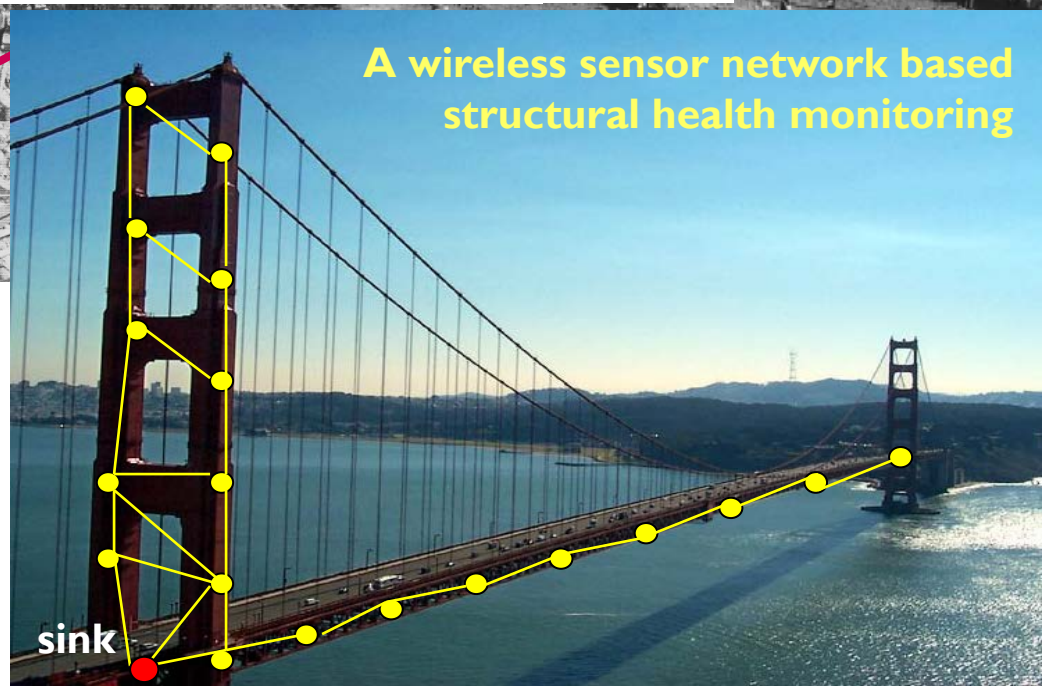 A wireless sensor network based
structural health monitoring
sink